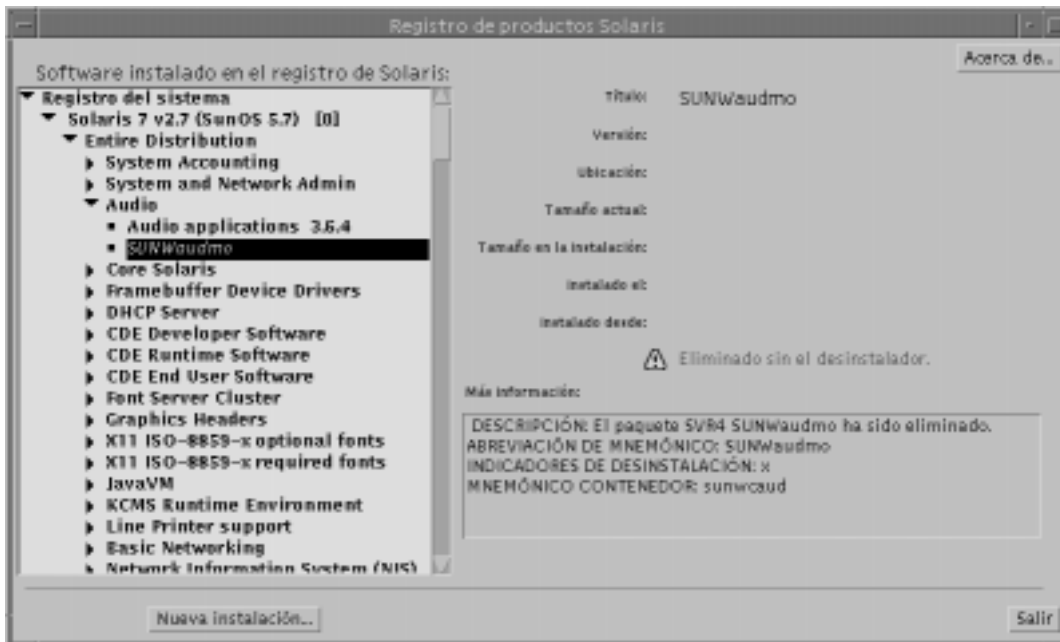 Registro de productos Solaris
Acerca de...
Software instalado en el registro de Solaris:
Registro del sistema
Solaris 7 v2.7 (SunOS 5.7) [0]
Entire Distribution
System Accounting
System and Network Admin
Audio
Audio applications 3.6.4
SUNWaudmo
Core Solaris
Framebuffer Device Drivers
DHCP Server
CDE Developer Software
CDE Runtime Software
CDE End User Software
Font Server Cluster
Graphics Headers
X11 ISO-8859-x optional fonts
X11 ISO-8859-x required fonts
JavaVM
KCMS Runtime Environment
Line Printer support
Basic Networking
Network Information System (NIS)
Título: SUNWaudmo
Versión:
Ubicación:
Tamaño actual:
Tamaño en la instalación:
Instalado el:
Instalado desde:
Eliminado sin el desinstalador.
Más información:
DESCRIPCIÓN: El paquete SVR4 SUNWaudmo ha sido eliminado.
ABREVIACIÓN DE MNEMÓNICO: SUNWaudmo
INDICADORES DE DESINSTALACIÓN: x
MNEMÓNICO CONTENEDOR: sunwcaud
Nueva instalación...
Salir